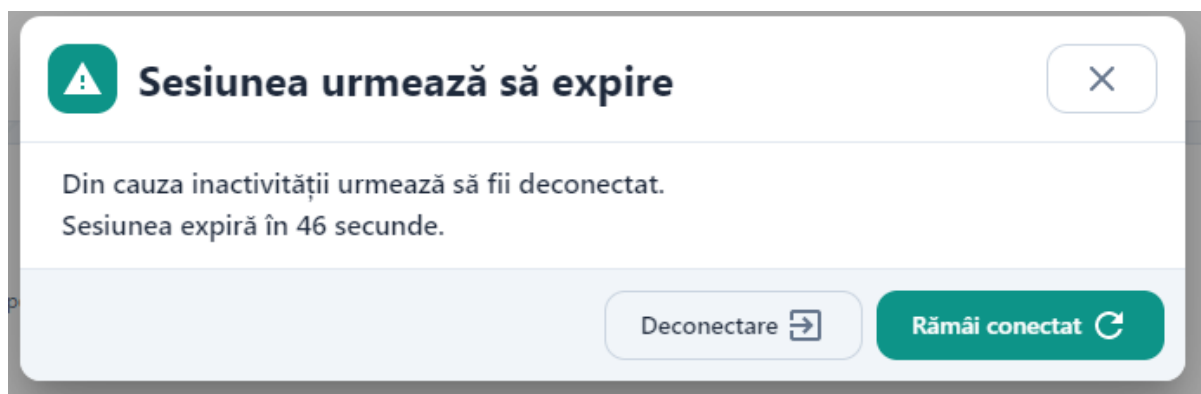 Sesiunea urmează să expire
Din cauza inactivității urmează să fii deconectat.
Sesiunea expiră în 46 secunde.
Deconectare
Rămâi conectat